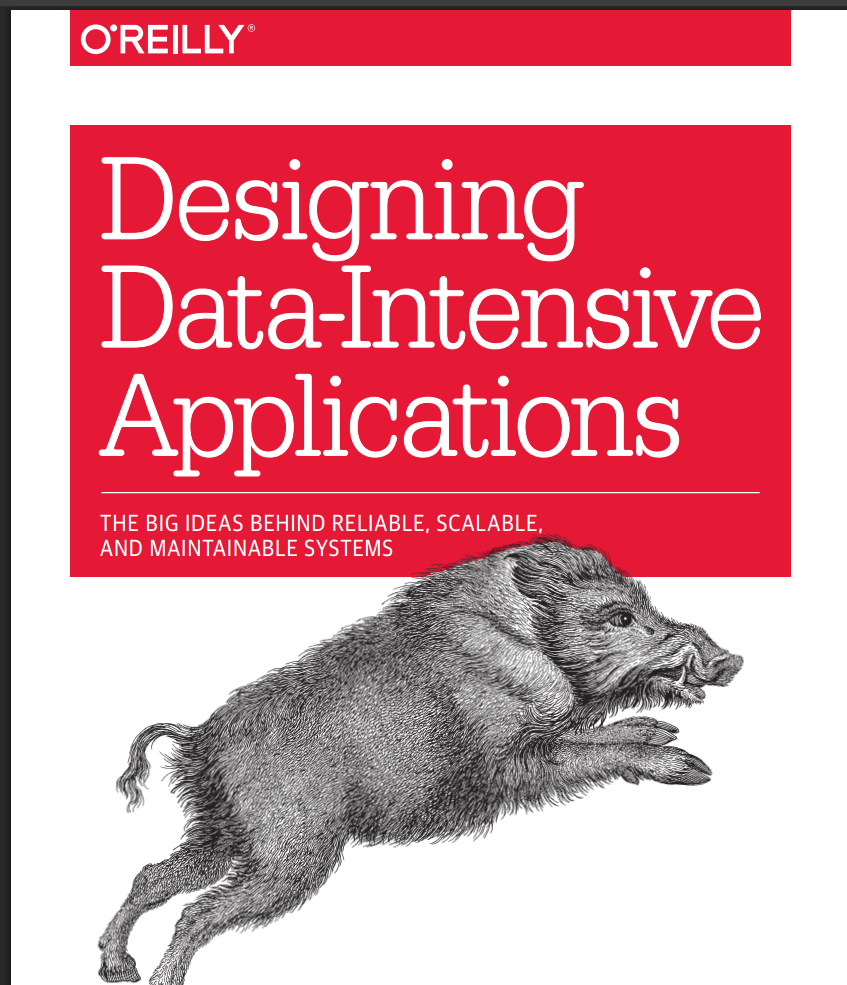 O'REILLY®
Designing
Data-Intensive
Applications
THE BIG IDEAS BEHIND RELIABLE, SCALABLE,
AND MAINTAINABLE SYSTEMS